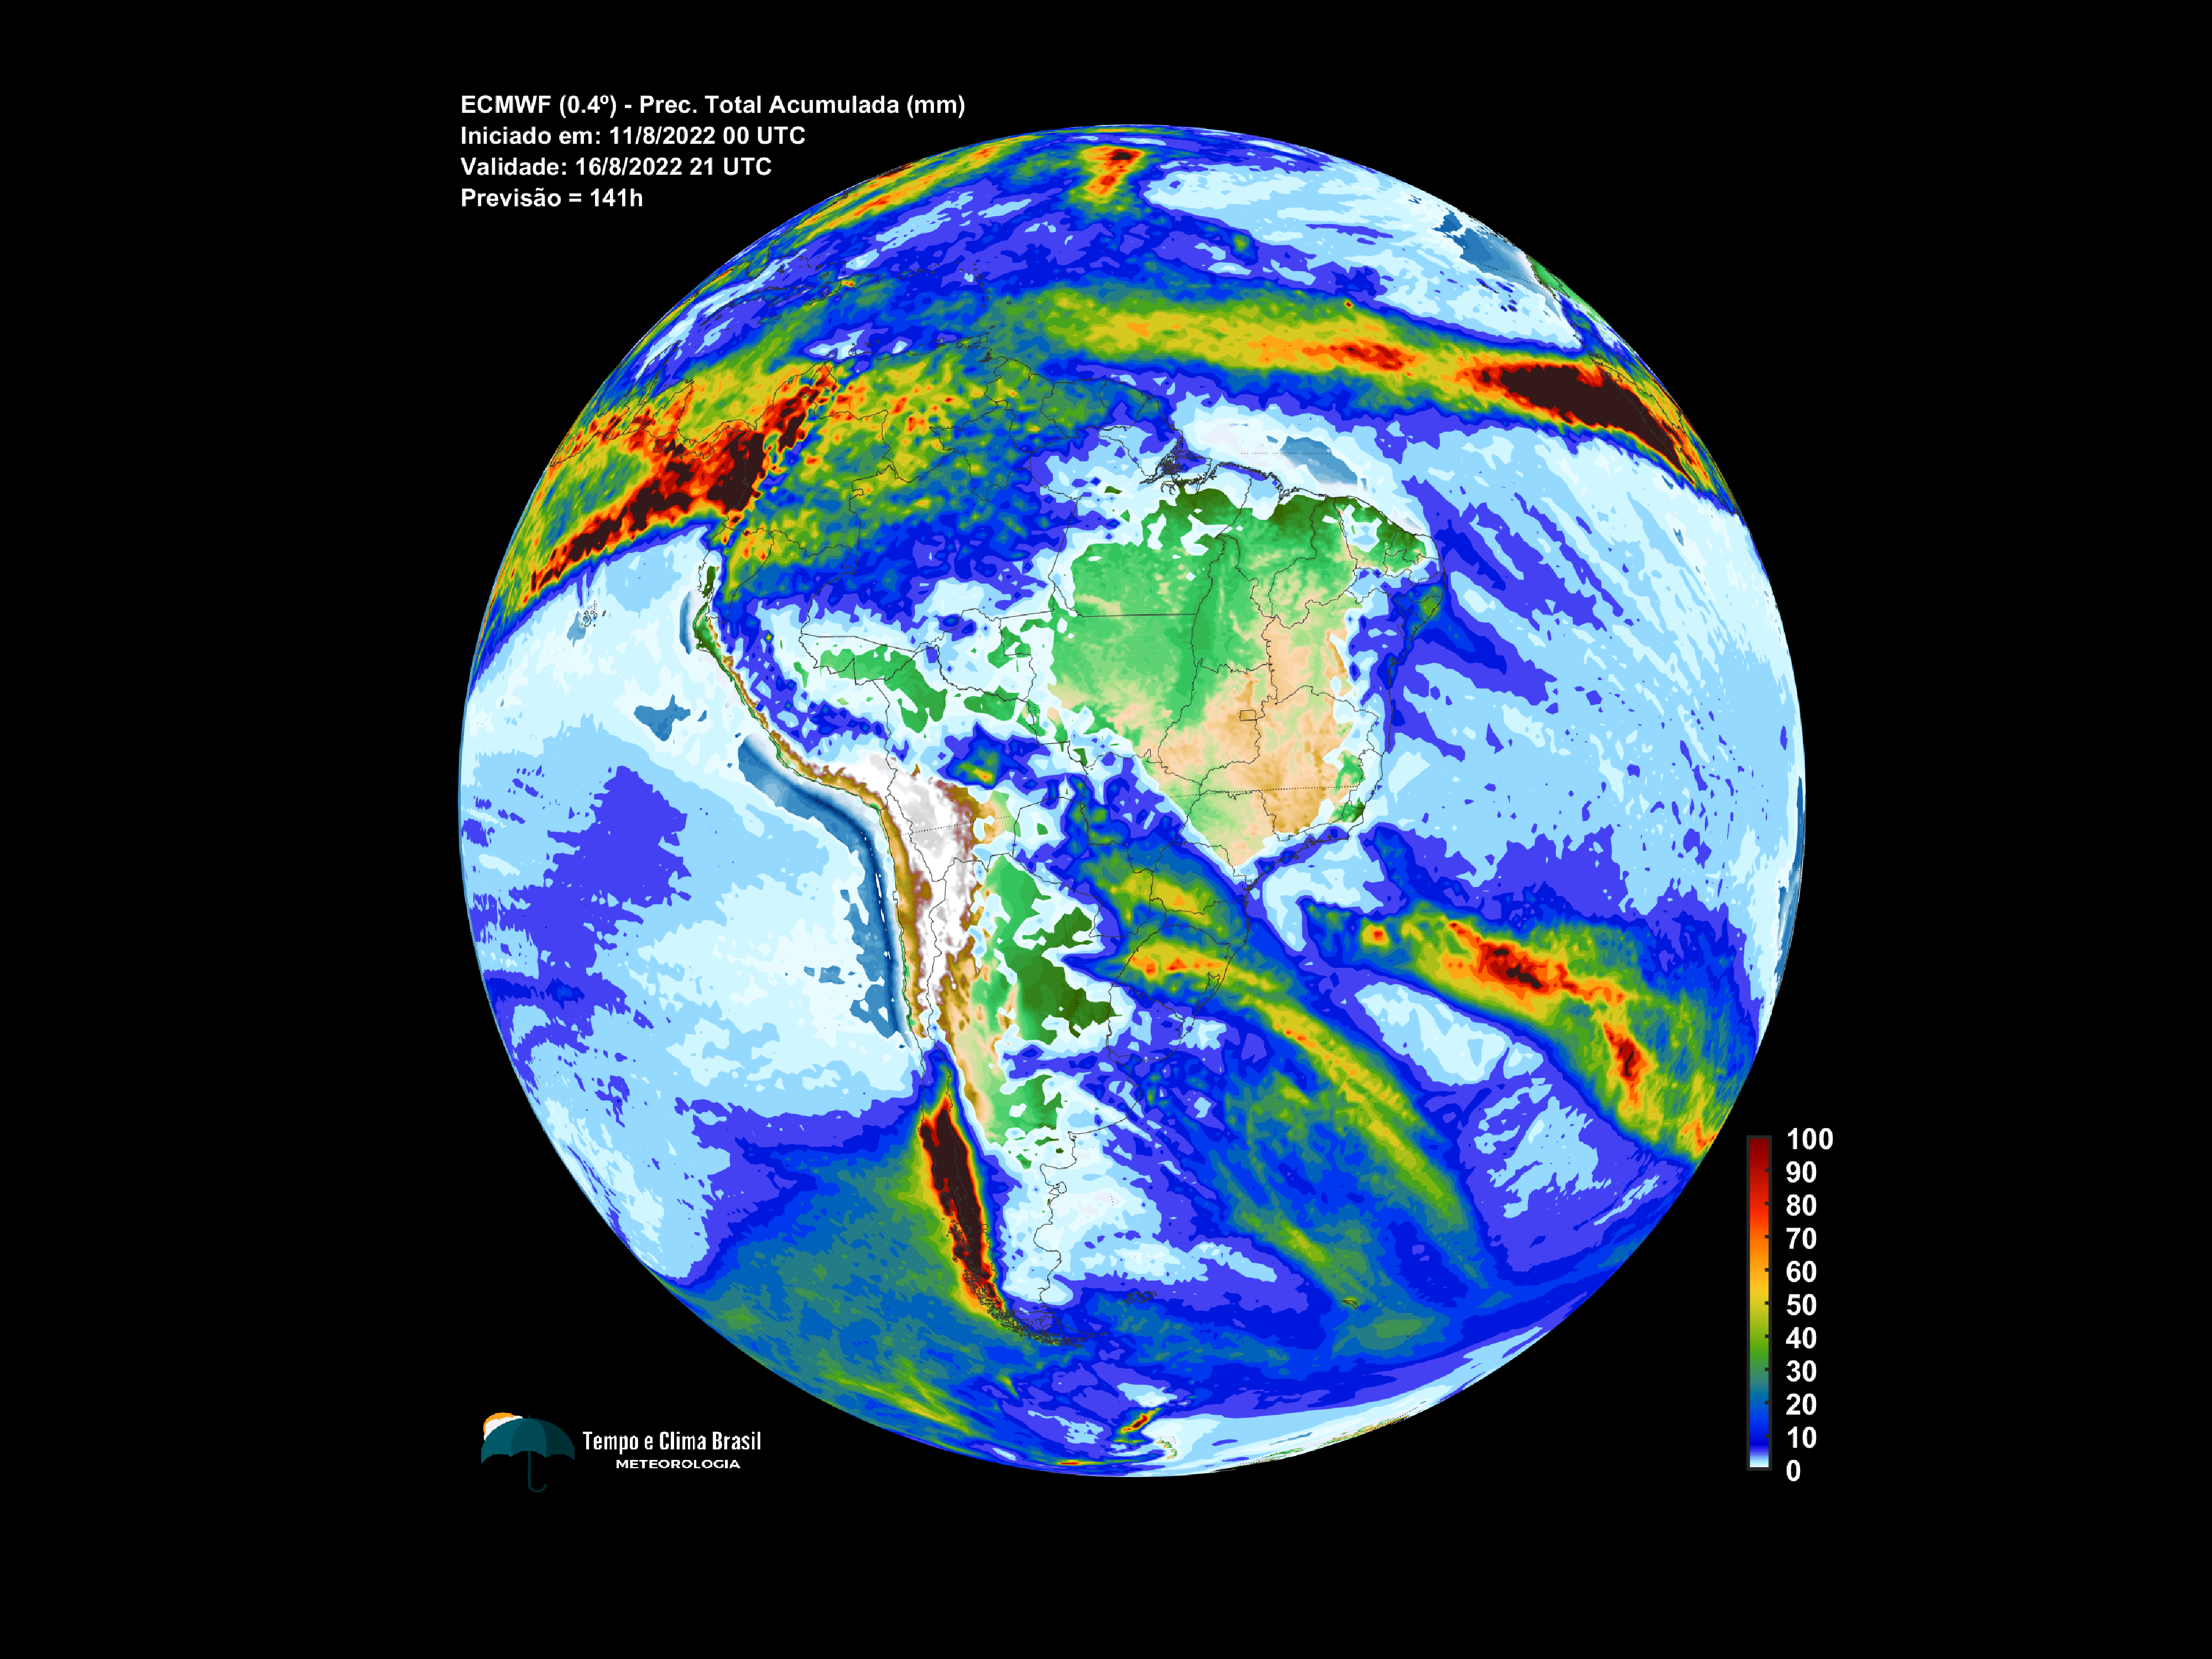 ECMWF (0.4º) - Prec. Total Acumulada (mm)
Iniciado em: 11/8/2022 00 UTC
Validade: 16/8/2022 21 UTC
Previsão = 141h
100
90
80
70
60
50
40
30
20
10
0
Tempo e Clima Brasil
METEOROLOGIA